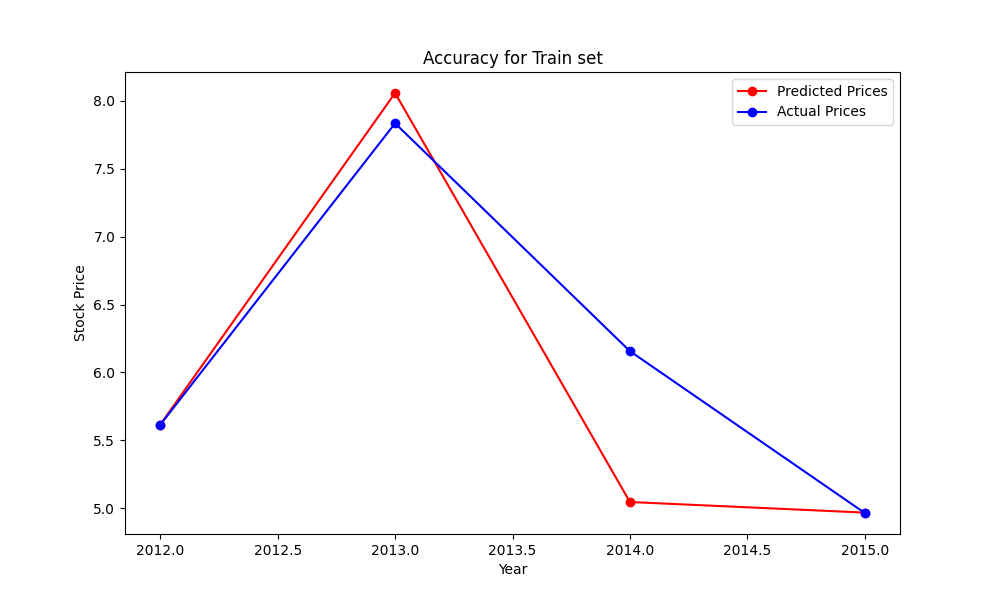 Accuracy for Train set
Predicted Prices
Actual Prices
8.0
7.5
7.0
6.5
6.0
5.5
5.0
Stock Price
2012.0 2012.5 2013.0 2013.5 2014.0 2014.5 2015.0
Year